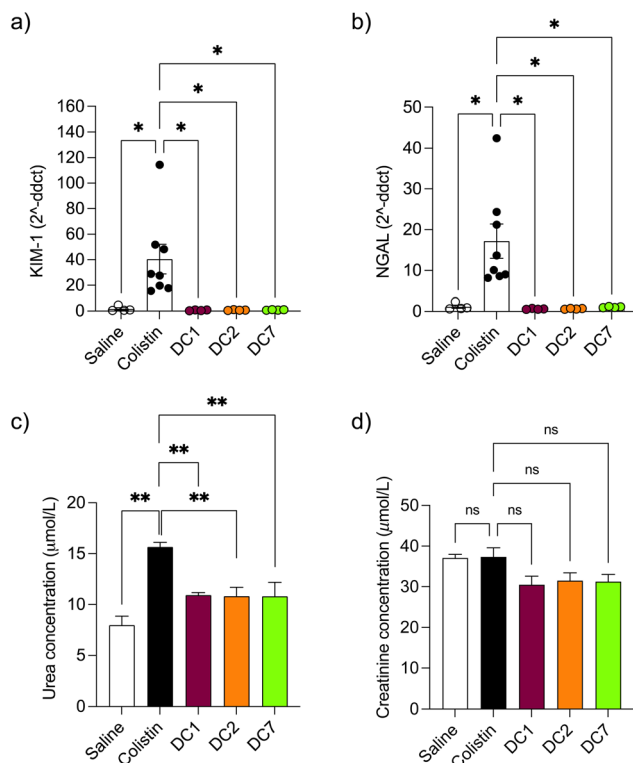 a)
*
*
* *
KIM-1 (2^-ddct)
160
140
120
100
80
60
40
20
0
Saline
Colistin
DC1
DC2
DC7
b)
*
*
* *
NGAL (2^-ddct)
50
40
30
20
10
0
Saline
Colistin
DC1
DC2
DC7
c)
**
**
** **
Urea concentration (μmol/L)
20
15
10
5
0
Saline
Colistin
DC1
DC2
DC7
d)
ns
ns
ns ns
Creatinine concentration (μmol/L)
50
40
30
20
10
0
Saline
Colistin
DC1
DC2
DC7